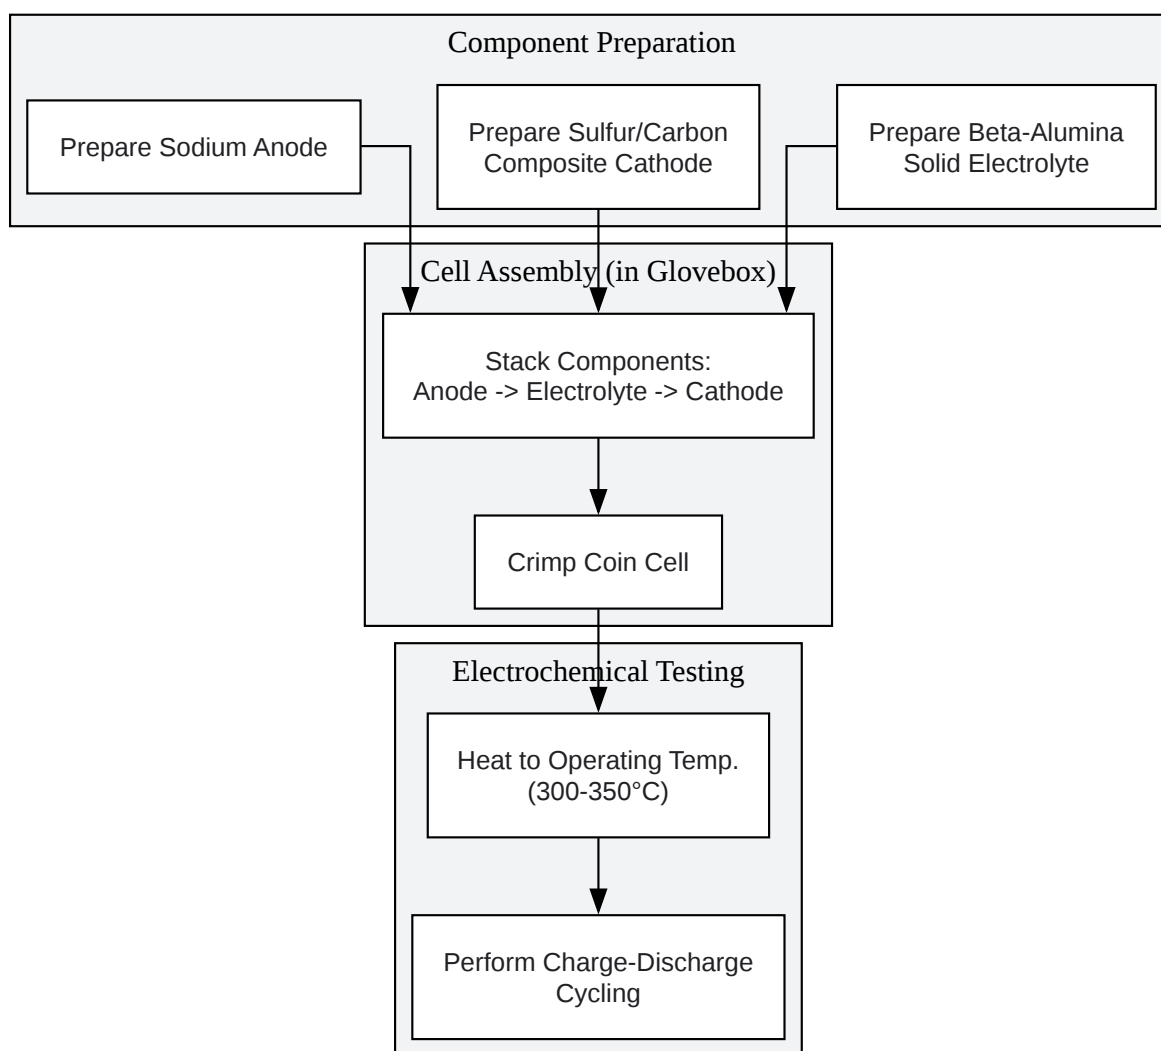 Component Preparation
Prepare Sodium Anode
Prepare Sulfur/Carbon
Composite Cathode
Prepare Beta-Alumina
Solid Electrolyte
Cell Assembly (in Glovebox)
Stack Components:
Anode -> Electrolyte -> Cathode
Crimp Coin Cell
Electrochemical Testing
Heat to Operating Temp.
(300-350°C)
Perform Charge-Discharge
Cycling